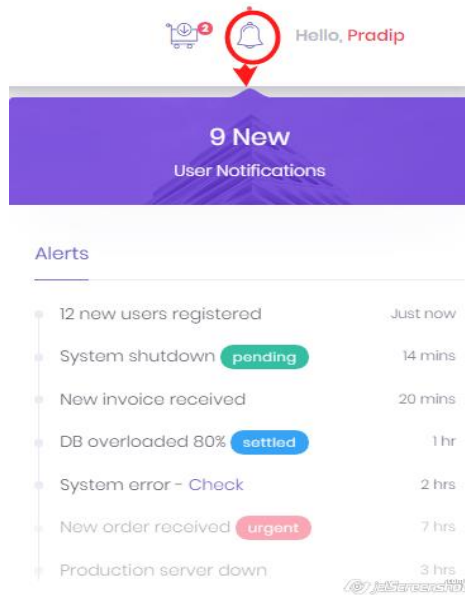 2
Hello, Pradip
9 New
User Notifications
Alerts
12 new users registered Just now
System shutdown pending 14 mins
New invoice received 20 mins
DB overloaded 80% settled 1 hr
System error - Check 2 hrs
New order received urgent 7 hrs
Production server down 3 hrs